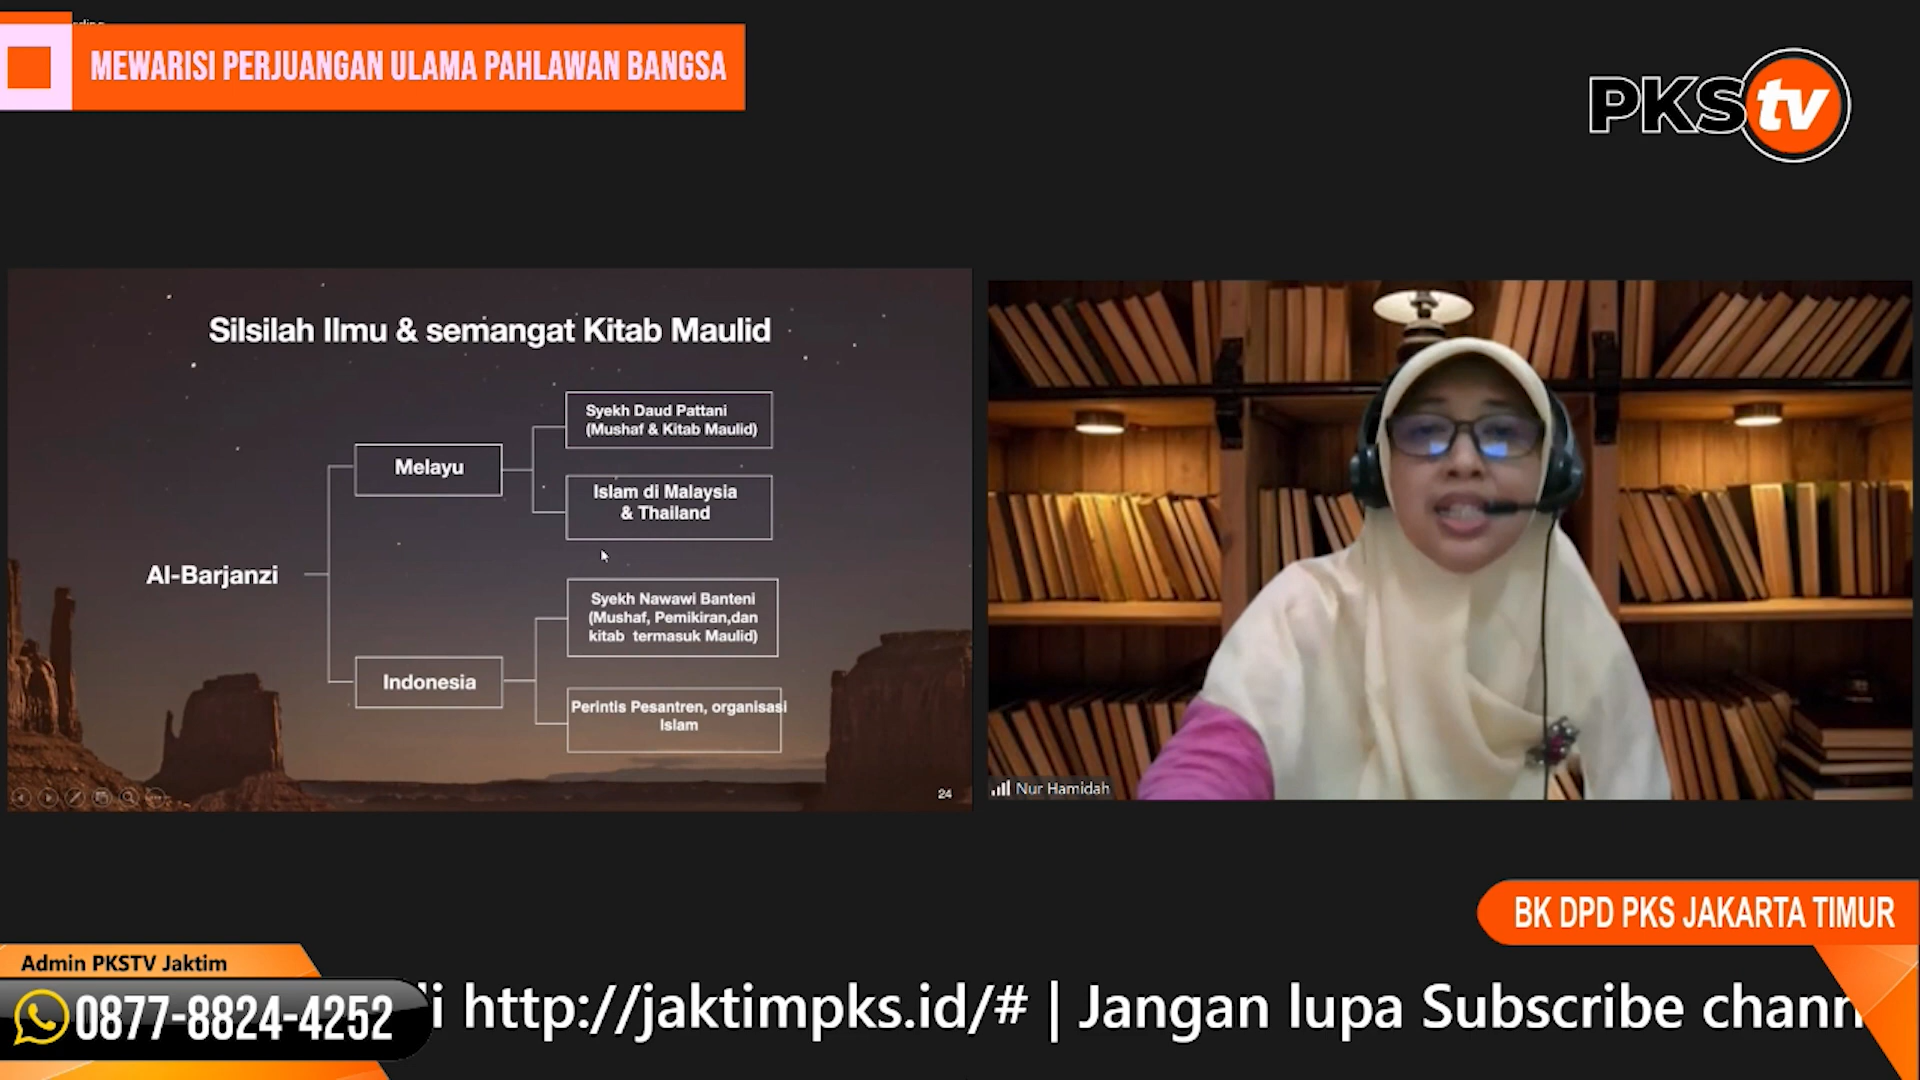 MEWARISI PERJUANGAN ULAMA PAHLAWAN BANGSA
PKS tv
Silsilah Ilmu & semangat Kitab Maulid
Syekh Daud Pattani
(Mushaf & Kitab Maulid)
Melayu
Islam di Malaysia
& Thailand
Al-Barjanzi
Syekh Nawawi Banteni
(Mushaf, Pemikiran,dan
kitab termasuk Maulid)
Indonesia
Perintis Pesantren, organisasi
Islam
24
Nur Hamidah
BK DPD PKS JAKARTA TIMUR
Admin PKSTV Jaktim
0877-8824-4252
i http://jaktimpks.id/# | Jangan lupa Subscribe chann